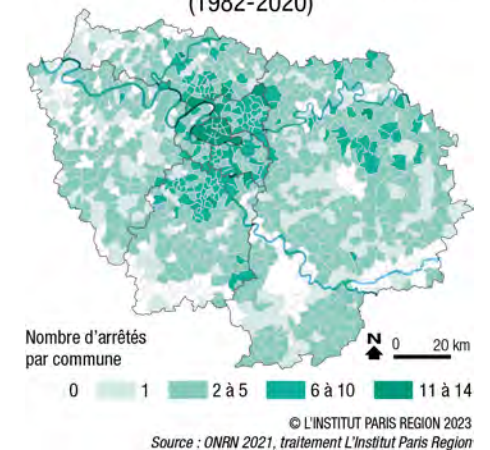 (1982-2020)
Nombre d'arrêtés
par commune
N 0 20 km
0 1 2 à 5 6 à 10 11 à 14
© L'INSTITUT PARIS REGION 2023
Source : ONRN 2021, traitement L'Institut Paris Region